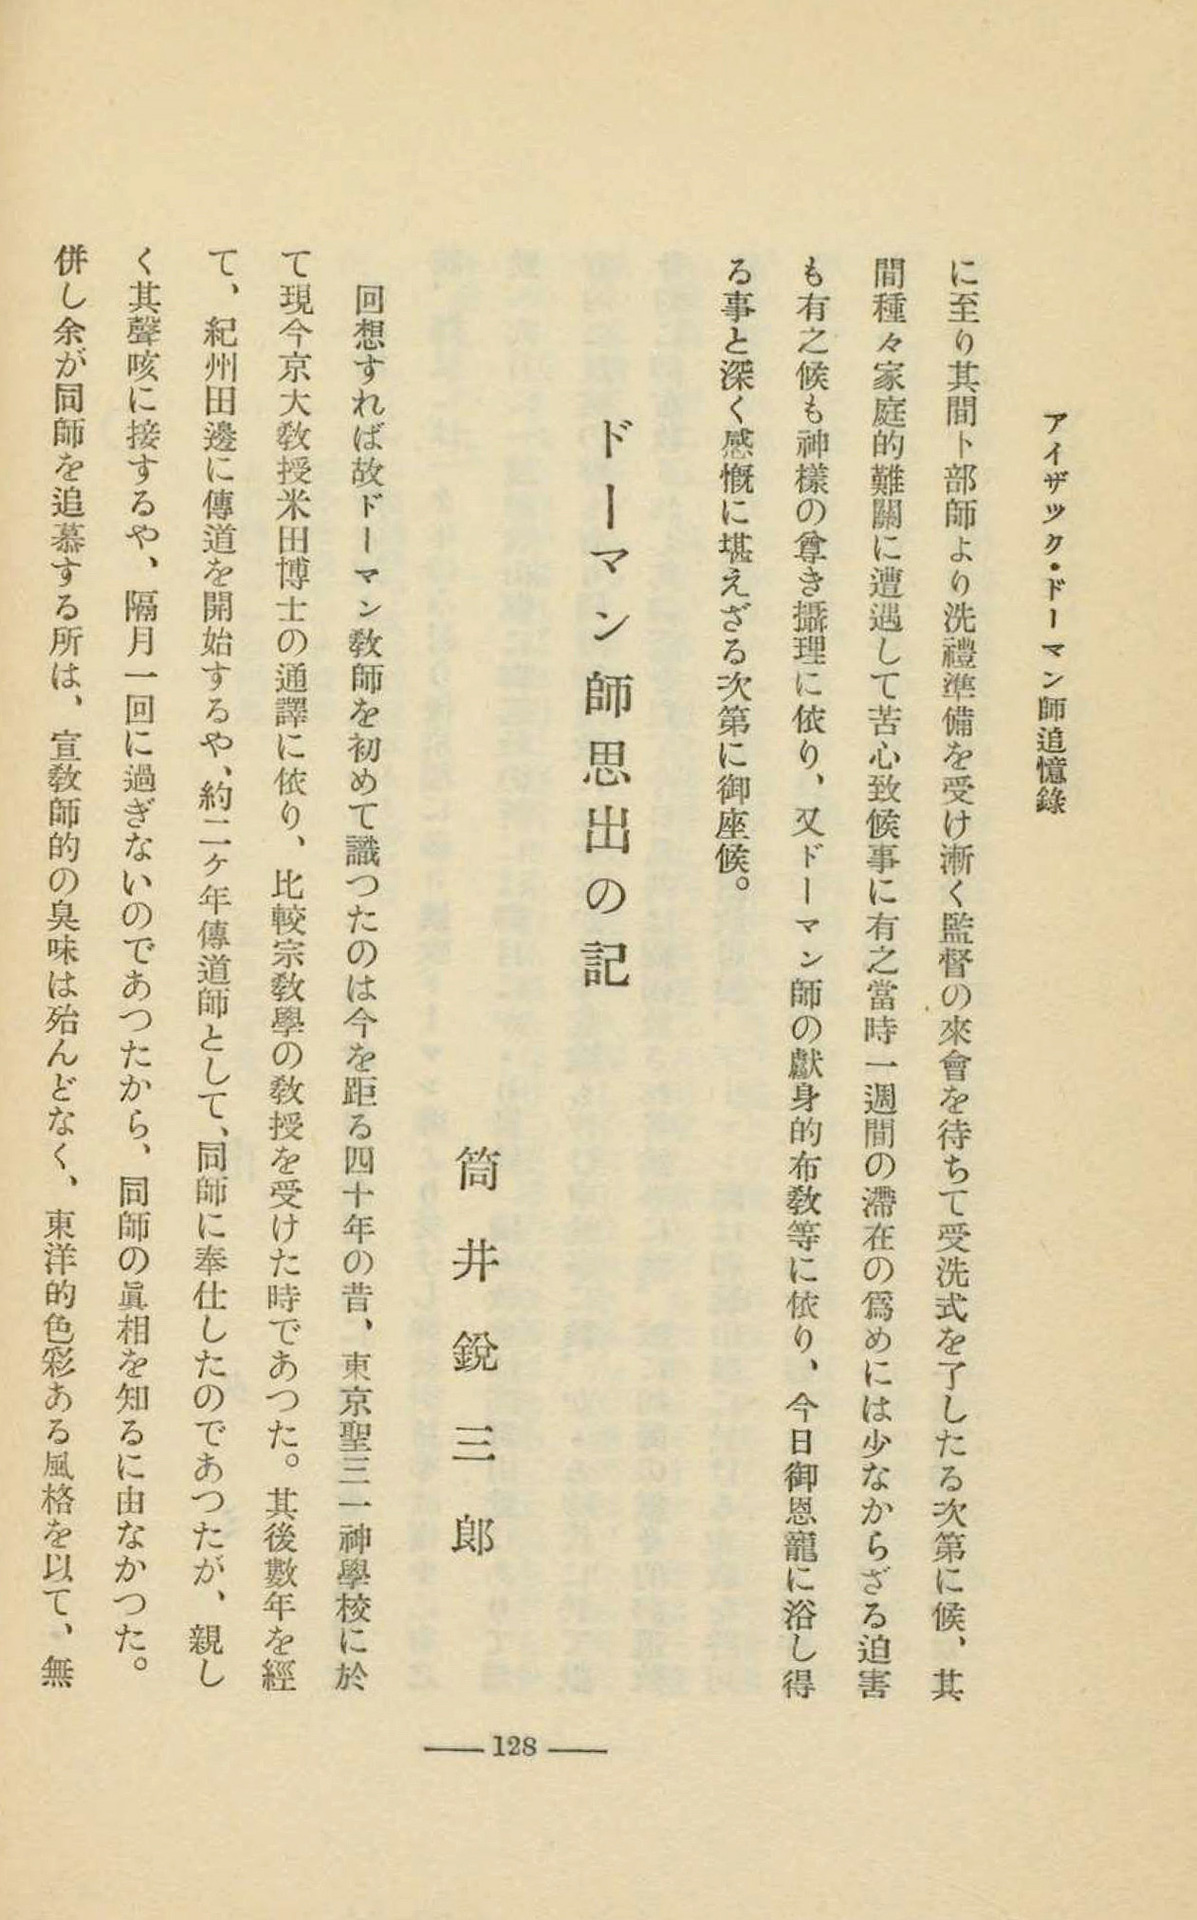 アイザック・ドーマン師追憶錄
に至り其間卜部師より洗禮準備を受け漸く監督の來會を待ちて受洗式を了したる次第に候、其
間種々家庭的難關に遭遇して苦心致候事に有之當時一週間の滯在の爲めには少なからざる迫害
も有之候も神樣の尊き攝理に依り、又ドーマン師の獻身的布敎等に依り、今日御恩寵に浴し得
る事と深く感慨に堪えざる次第に御座候。
ドーマン師思出の記
筒井銳三郎
回想すれば故ドーマン敎師を初めて識つたのは今を距る四十年の昔、東京聖三一神學校に於
て現今京大敎授米田博士の通譯に依り、比較宗敎學の敎授を受けた時であつた。其後數年を經
て、紀州田邊に傳道を開始するや、約二ケ年傳道師として、同師に奉仕したのであつたが、親し
く其聲咳に接するや、隔月一回に過ぎないのであつたから、同師の眞相を知るに由なかつた。
併し余が同師を追慕する所は、宣敎師的の臭味は殆んどなく、東洋的色彩ある風格を以て、無
128